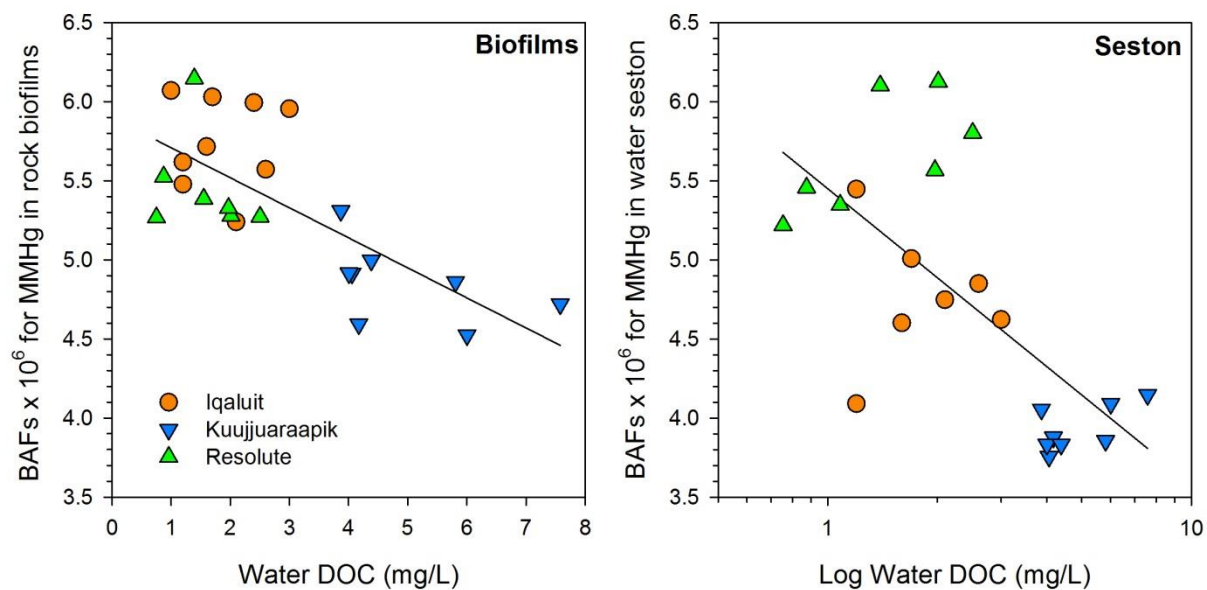 Biofilms
BAFs x 10⁶ for MMHg in rock biofilms
6.5
6.0
5.5
5.0
4.5
4.0
3.5
Iqaluit
Kuujjuaraapik
Resolute
0 1 2 3 4 5 6 7 8
Water DOC (mg/L)
Seston
BAFs x 10⁶ for MMHg in water seston
6.5
6.0
5.5
5.0
4.5
4.0
3.5
1 10
Log Water DOC (mg/L)